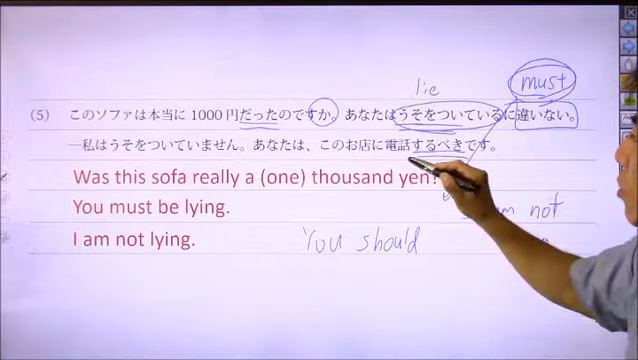 lie
must
(5) このソファは本当に1000円だったのですか。あなたはうそをついているに違いない。
―私はうそをついていません。あなたは、このお店に電話するべきです。
Was this sofa really a (one) thousand yen?
You must be lying.
not
I am not lying.
You should